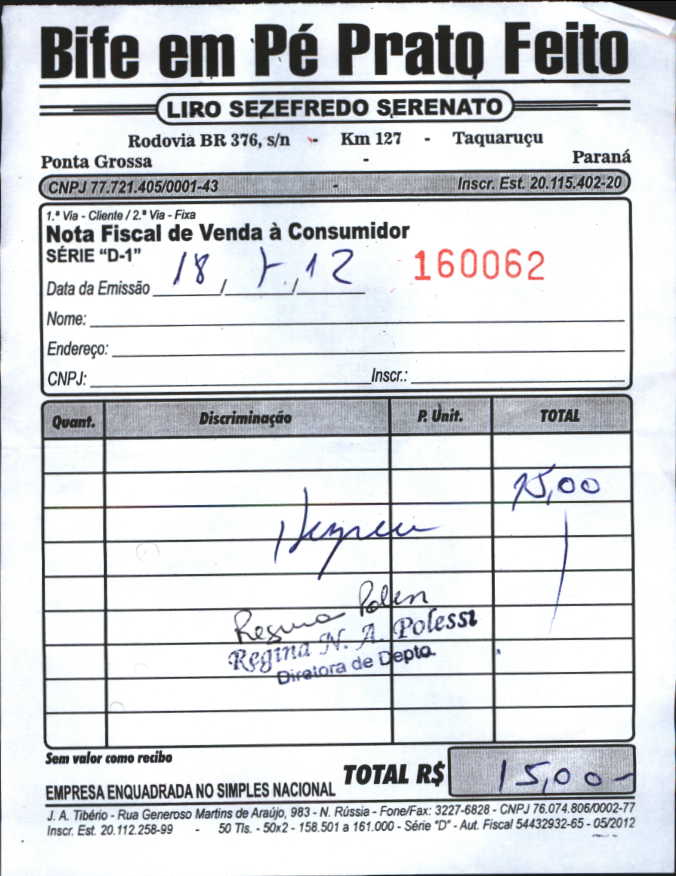 Bife em Pé Prato Feito
LIRO SEZEFREDO SERENATO
Rodovia BR 376, s/n - Km 127 - Taquaruçu
Ponta Grossa - Paraná
CNPJ 77.721.405/0001-43 - Inscr. Est. 20.115.402-20
1.ª Via - Cliente / 2.ª Via - Fixa
Nota Fiscal de Venda à Consumidor
SÉRIE "D-1" 160062
Data da Emissão 18 / 7 / 12
Nome:
Endereço:
CNPJ: Inscr.:
Quant. Discriminação P. Unit. TOTAL
15,00
Regina
Regina N. A. Polessi
Diretora de Depto.
Sem valor como recibo
TOTAL R$ 15,00
EMPRESA ENQUADRADA NO SIMPLES NACIONAL
J. A. Tibério - Rua Generoso Martins de Araújo, 983 - N. Rússia - Fone/Fax: 3227-6828 - CNPJ 76.074.806/0002-77
Inscr. Est. 20.112.258-99 - 50 Tls. - 50x2 - 158.501 a 161.000 - Série "D" - Aut. Fiscal 54432932-65 - 05/2012